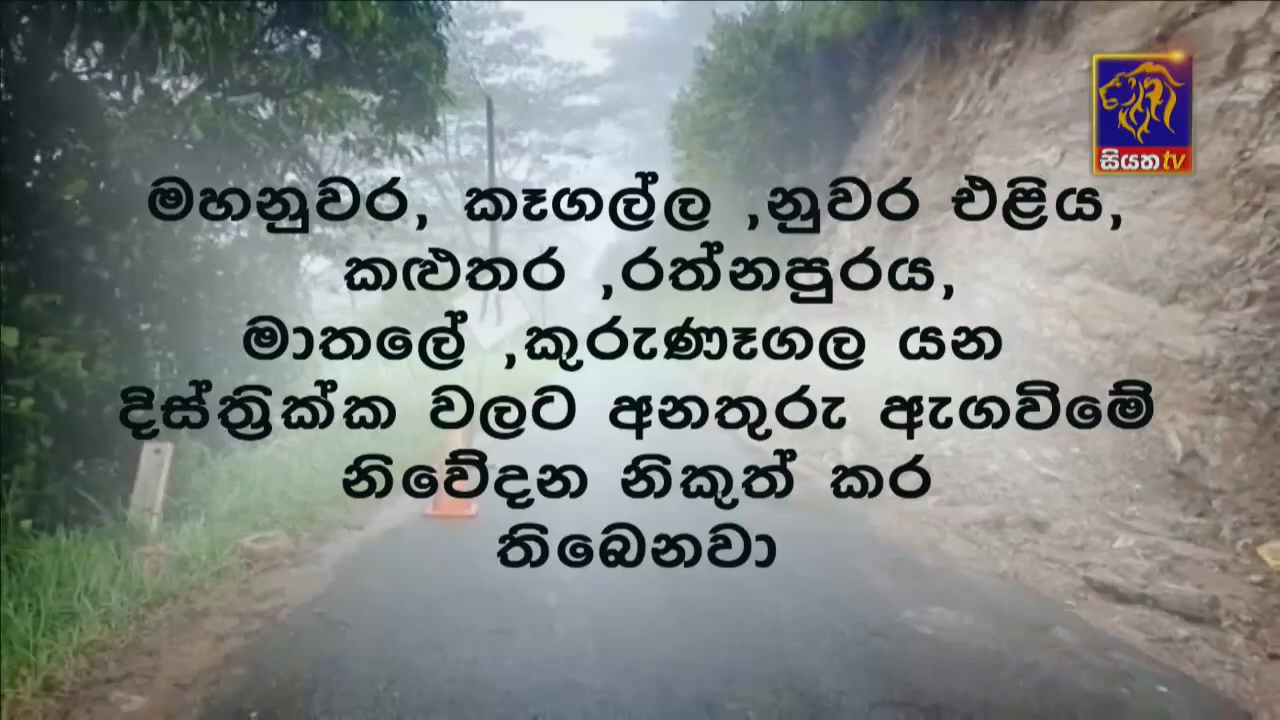 සියත tv
මහනුවර, කෑගල්ල ,නුවර එළිය,
කළුතර ,රත්නපුරය,
මාතලේ ,කුරුණෑගල යන
දිස්ත්‍රික්ක වලට අනතුරු ඇගවිමේ
නිවේදන නිකුත් කර
තිබෙනවා